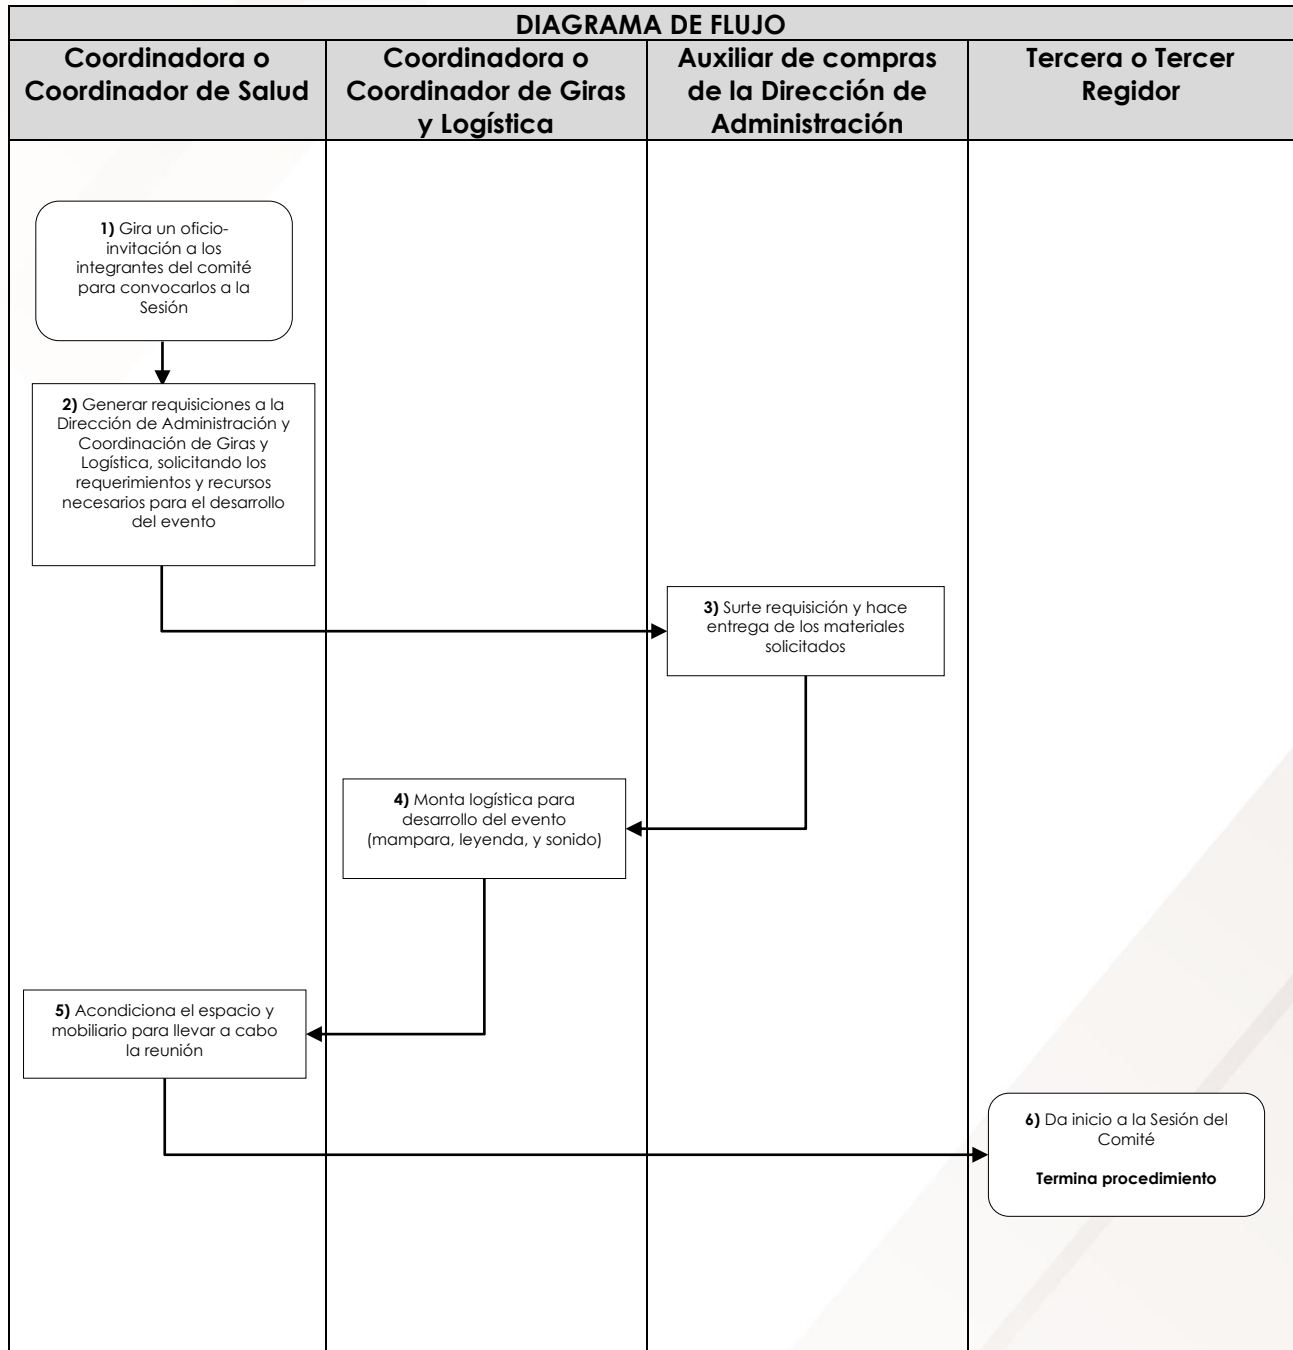 DIAGRAMA DE FLUJO
Coordinadora o
Coordinador de Salud
Coordinadora o
Coordinador de Giras
y Logística
Auxiliar de compras
de la Dirección de
Administración
Tercera o Tercer
Regidor
1) Gira un oficio-
invitación a los
integrantes del comité
para convocarlos a la
Sesión
2) Generar requisiciones a la
Dirección de Administración y
Coordinación de Giras y
Logística, solicitando los
requerimientos y recursos
necesarios para el desarrollo
del evento
3) Surte requisición y hace
entrega de los materiales
solicitados
4) Monta logística para
desarrollo del evento
(mampara, leyenda, y sonido)
5) Acondiciona el espacio y
mobiliario para llevar a cabo
la reunión
6) Da inicio a la Sesión del
Comité
Termina procedimiento